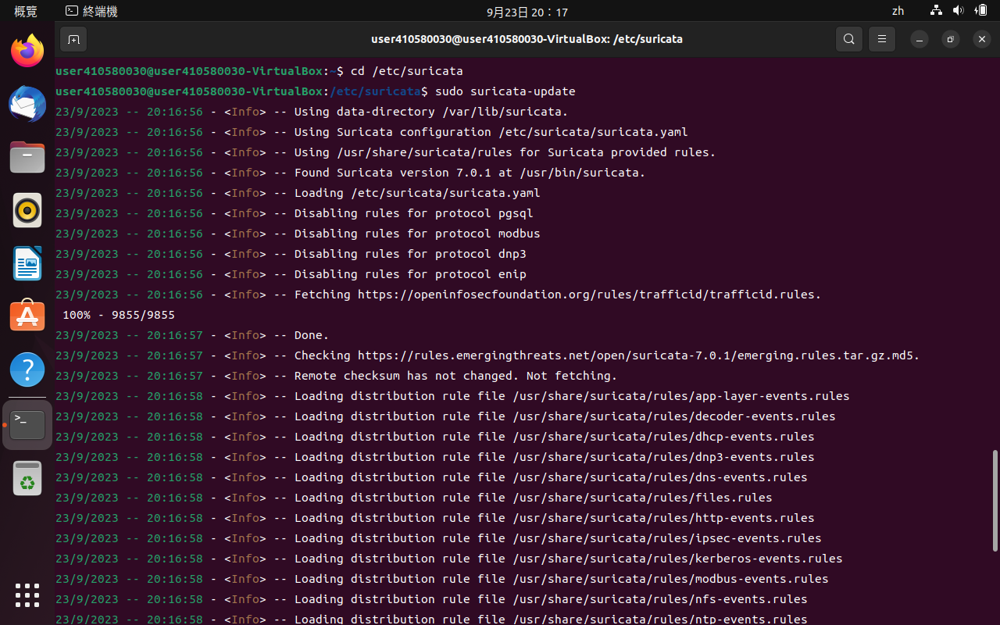 概覽
終端機
9月23日 20：17
zh
user410580030@user410580030-VirtualBox: /etc/suricata
user410580030@user410580030-VirtualBox:~$ cd /etc/suricata
user410580030@user410580030-VirtualBox:/etc/suricata$ sudo suricata-update
23/9/2023 -- 20:16:56 - <Info> -- Using data-directory /var/lib/suricata.
23/9/2023 -- 20:16:56 - <Info> -- Using Suricata configuration /etc/suricata/suricata.yaml
23/9/2023 -- 20:16:56 - <Info> -- Using /usr/share/suricata/rules for Suricata provided rules.
23/9/2023 -- 20:16:56 - <Info> -- Found Suricata version 7.0.1 at /usr/bin/suricata.
23/9/2023 -- 20:16:56 - <Info> -- Loading /etc/suricata/suricata.yaml
23/9/2023 -- 20:16:56 - <Info> -- Disabling rules for protocol pgsql
23/9/2023 -- 20:16:56 - <Info> -- Disabling rules for protocol modbus
23/9/2023 -- 20:16:56 - <Info> -- Disabling rules for protocol dnp3
23/9/2023 -- 20:16:56 - <Info> -- Disabling rules for protocol enip
23/9/2023 -- 20:16:56 - <Info> -- Fetching https://openinfosecfoundation.org/rules/trafficid/trafficid.rules.
100% - 9855/9855
23/9/2023 -- 20:16:57 - <Info> -- Done.
23/9/2023 -- 20:16:57 - <Info> -- Checking https://rules.emergingthreats.net/open/suricata-7.0.1/emerging.rules.tar.gz.md5.
23/9/2023 -- 20:16:57 - <Info> -- Remote checksum has not changed. Not fetching.
23/9/2023 -- 20:16:58 - <Info> -- Loading distribution rule file /usr/share/suricata/rules/app-layer-events.rules
23/9/2023 -- 20:16:58 - <Info> -- Loading distribution rule file /usr/share/suricata/rules/decoder-events.rules
23/9/2023 -- 20:16:58 - <Info> -- Loading distribution rule file /usr/share/suricata/rules/dhcp-events.rules
23/9/2023 -- 20:16:58 - <Info> -- Loading distribution rule file /usr/share/suricata/rules/dnp3-events.rules
23/9/2023 -- 20:16:58 - <Info> -- Loading distribution rule file /usr/share/suricata/rules/dns-events.rules
23/9/2023 -- 20:16:58 - <Info> -- Loading distribution rule file /usr/share/suricata/rules/files.rules
23/9/2023 -- 20:16:58 - <Info> -- Loading distribution rule file /usr/share/suricata/rules/http-events.rules
23/9/2023 -- 20:16:58 - <Info> -- Loading distribution rule file /usr/share/suricata/rules/ipsec-events.rules
23/9/2023 -- 20:16:58 - <Info> -- Loading distribution rule file /usr/share/suricata/rules/kerberos-events.rules
23/9/2023 -- 20:16:58 - <Info> -- Loading distribution rule file /usr/share/suricata/rules/modbus-events.rules
23/9/2023 -- 20:16:58 - <Info> -- Loading distribution rule file /usr/share/suricata/rules/nfs-events.rules
23/9/2023 -- 20:16:58 - <Info> -- Loading distribution rule file /usr/share/suricata/rules/ntp-events.rules